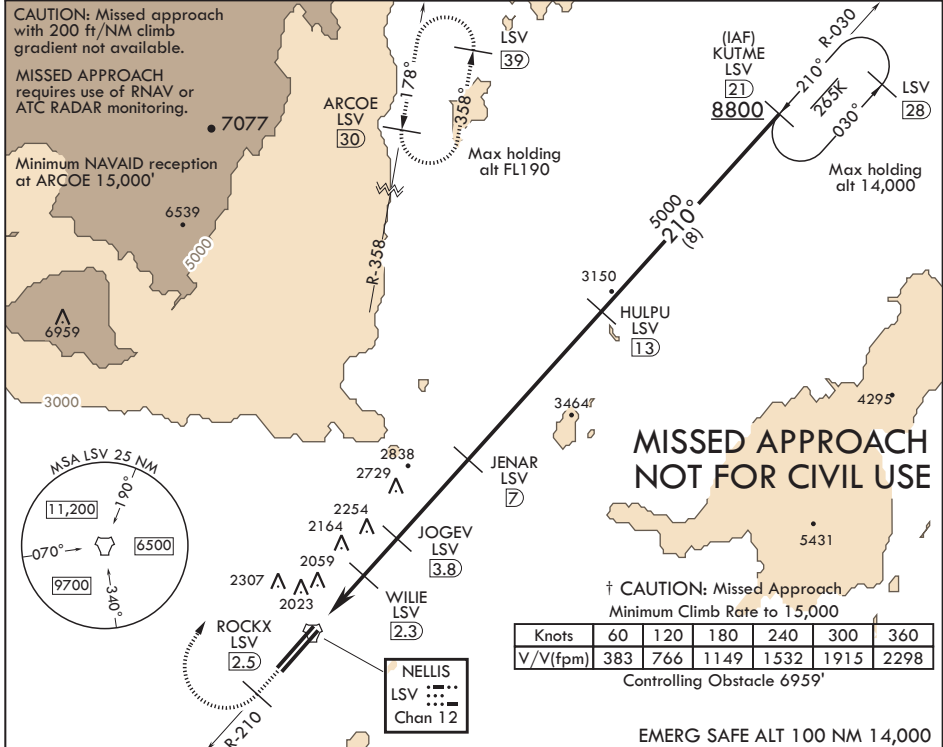 CAUTION: Missed approach
with 200 ft/NM climb
gradient not available.
MISSED APPROACH
requires use of RNAV or
ATC RADAR monitoring.
7077
Minimum NAVAID reception
at ARCOE 15,000'
6539
5000
6959
3000
ARCOE
LSV
30
178°
358°
LSV
39
Max holding
alt FL190
R-358
(IAF)
KUTME
LSV
21
8800
R-030
210°
265K
030°
LSV
28
Max holding
alt 14,000
5000
210°
(8)
3150
HULPU
LSV
13
3464
4295
MISSED APPROACH
NOT FOR CIVIL USE
5431
JENAR
LSV
7
2838
2729
2254
2164
2059
2307
2023
JOGEV
LSV
3.8
WILIE
LSV
2.3
MSA LSV 25 NM
190°
11,200
070°
6500
9700
340°
ROCKX
LSV
2.5
R-210
NELLIS
LSV
Chan 12
† CAUTION: Missed Approach
Minimum Climb Rate to 15,000
Knots 60 120 180 240 300 360
V/V(fpm) 383 766 1149 1532 1915 2298
Controlling Obstacle 6959'
EMERG SAFE ALT 100 NM 14,000